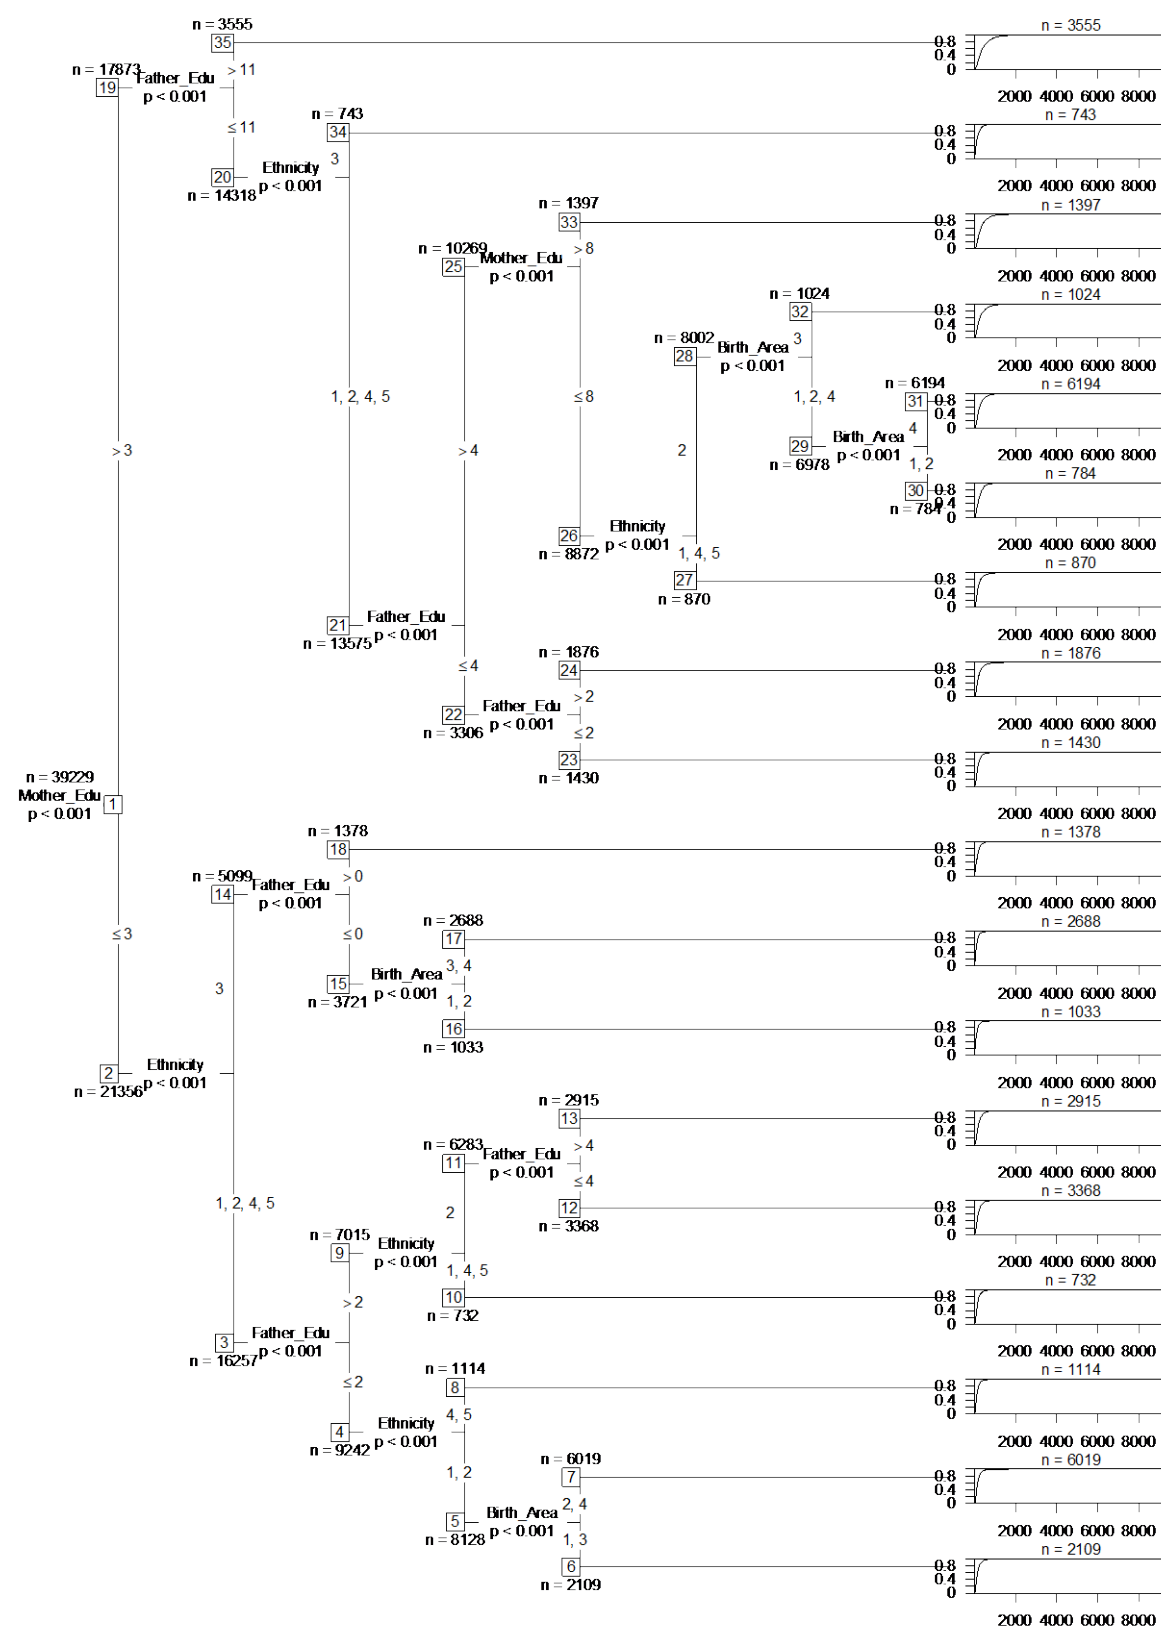 n = 3555
35
n = 17873
19
Father_Edu
p < 0.001
> 11
≤ 11
20
n = 14318
Ethnicity
p < 0.001
n = 743
34
3
1, 2, 4, 5
21
n = 13575
Father_Edu
p < 0.001
n = 10269
25
Mother_Edu
p < 0.001
> 4
≤ 4
n = 1397
33
> 8
≤ 8
26
n = 8872
Ethnicity
p < 0.001
n = 8002
28
Birth_Area
p < 0.001
2
1, 4, 5
27
n = 870
n = 1024
32
3
1, 2, 4
29
n = 6978
Birth_Area
p < 0.001
n = 6194
31
4
1, 2
30
n = 784
22
n = 3306
Father_Edu
p < 0.001
n = 1876
24
> 2
≤ 2
23
n = 1430
> 3
n = 39229
Mother_Edu
p < 0.001
1
≤ 3
2
n = 21356
Ethnicity
p < 0.001
n = 5099
14
Father_Edu
p < 0.001
3
1, 2, 4, 5
n = 1378
18
> 0
≤ 0
15
n = 3721
Birth_Area
p < 0.001
n = 2688
17
3, 4
1, 2
16
n = 1033
3
n = 16257
Father_Edu
p < 0.001
n = 7015
9
Ethnicity
p < 0.001
> 2
≤ 2
n = 6283
11
Father_Edu
p < 0.001
2
1, 4, 5
10
n = 732
n = 2915
13
> 4
≤ 4
12
n = 3368
4
n = 9242
Ethnicity
p < 0.001
n = 1114
8
4, 5
1, 2
5
n = 8128
Birth_Area
p < 0.001
n = 6019
7
2, 4
1, 3
6
n = 2109
n = 3555
0.8
0.4
0
2000 4000 6000 8000
n = 743
0.8
0.4
0
2000 4000 6000 8000
n = 1397
0.8
0.4
0
2000 4000 6000 8000
n = 1024
0.8
0.4
0
2000 4000 6000 8000
n = 6194
0.8
0.4
0
2000 4000 6000 8000
n = 784
0.8
0.4
0
2000 4000 6000 8000
n = 870
0.8
0.4
0
2000 4000 6000 8000
n = 1876
0.8
0.4
0
2000 4000 6000 8000
n = 1430
0.8
0.4
0
2000 4000 6000 8000
n = 1378
0.8
0.4
0
2000 4000 6000 8000
n = 2688
0.8
0.4
0
2000 4000 6000 8000
n = 1033
0.8
0.4
0
2000 4000 6000 8000
n = 2915
0.8
0.4
0
2000 4000 6000 8000
n = 3368
0.8
0.4
0
2000 4000 6000 8000
n = 732
0.8
0.4
0
2000 4000 6000 8000
n = 1114
0.8
0.4
0
2000 4000 6000 8000
n = 6019
0.8
0.4
0
2000 4000 6000 8000
n = 2109
0.8
0.4
0
2000 4000 6000 8000